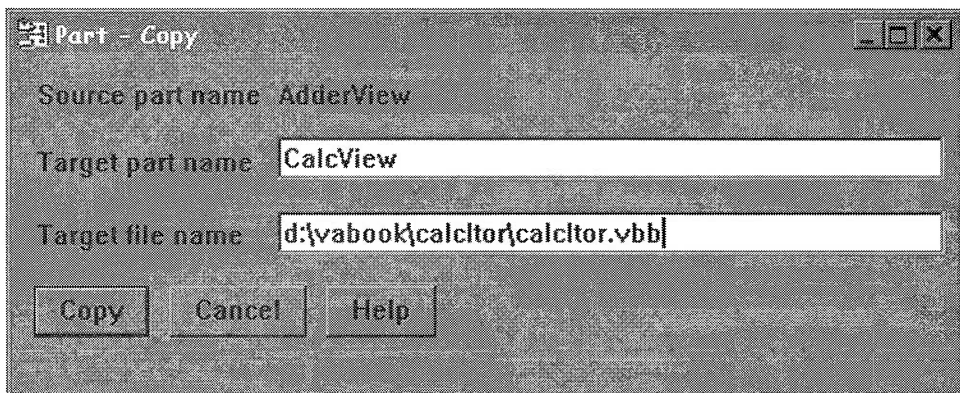 Part - Copy
Source part name AdderView
Target part name CalcView
Target file name d:\vabook\calcltor\calcltor.vbb
Copy Cancel Help